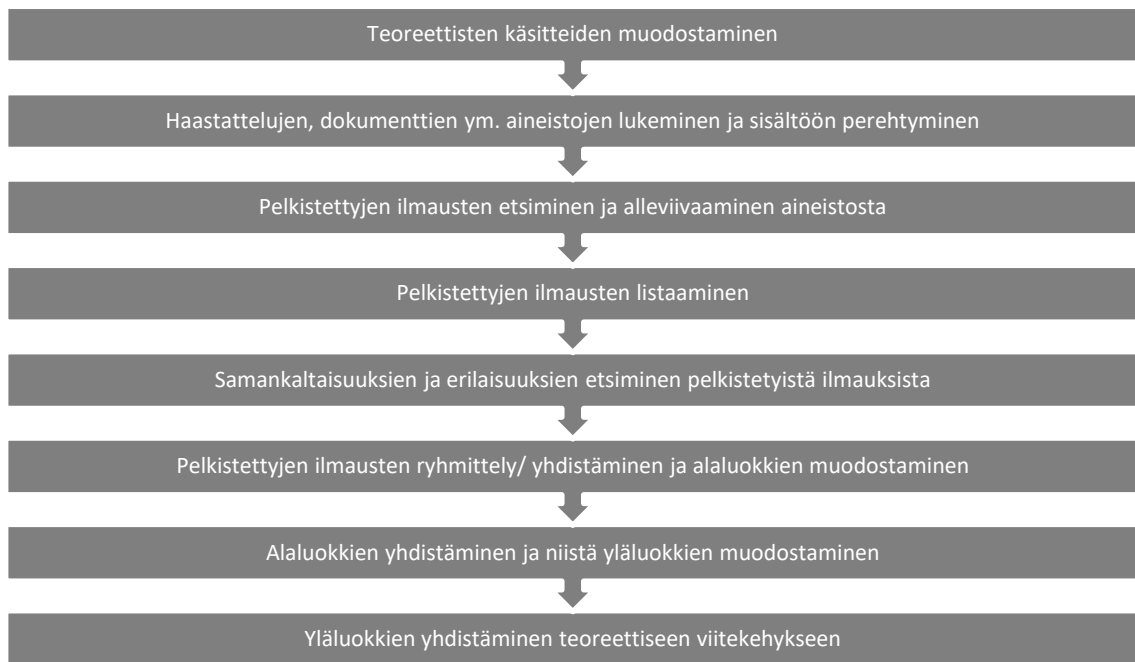 Teoreettisten käsitteiden muodostaminen
Haastattelujen, dokumenttien ym. aineistojen lukeminen ja sisältöön perehtyminen
Pelkistettyjen ilmausten etsiminen ja alleviivaaminen aineistosta
Pelkistettyjen ilmausten listaaminen
Samankaltaisuuksien ja erilaisuuksien etsiminen pelkistetyistä ilmauksista
Pelkistettyjen ilmausten ryhmittely/ yhdistäminen ja alaluokkien muodostaminen
Alaluokkien yhdistäminen ja niistä yläluokkien muodostaminen
Yläluokkien yhdistäminen teoreettiseen viitekehykseen